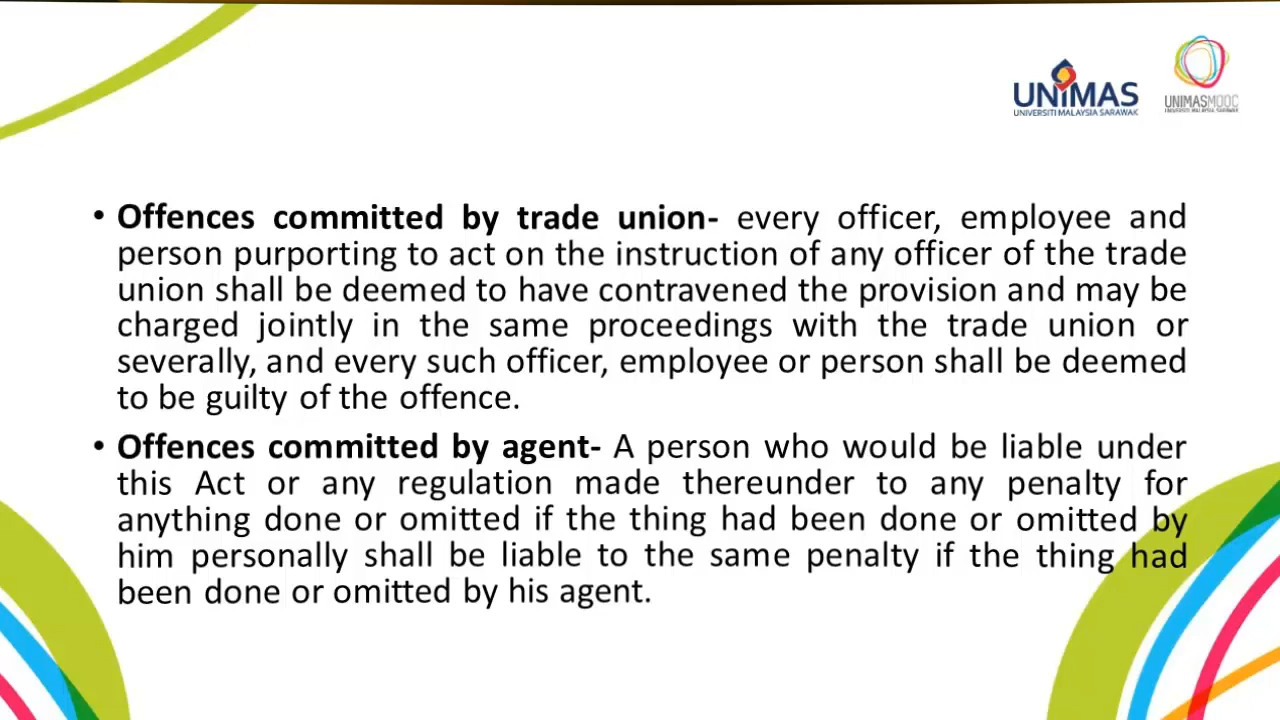 UNIMAS
UNIVERSITI MALAYSIA SARAWAK
UNIMASMOOC
UNIVERSITI MALAYSIA SARAWAK
• Offences committed by trade union- every officer, employee and
person purporting to act on the instruction of any officer of the trade
union shall be deemed to have contravened the provision and may be
charged jointly in the same proceedings with the trade union or
severally, and every such officer, employee or person shall be deemed
to be guilty of the offence.
• Offences committed by agent- A person who would be liable under
this Act or any regulation made thereunder to any penalty for
anything done or omitted if the thing had been done or omitted by
him personally shall be liable to the same penalty if the thing had
been done or omitted by his agent.